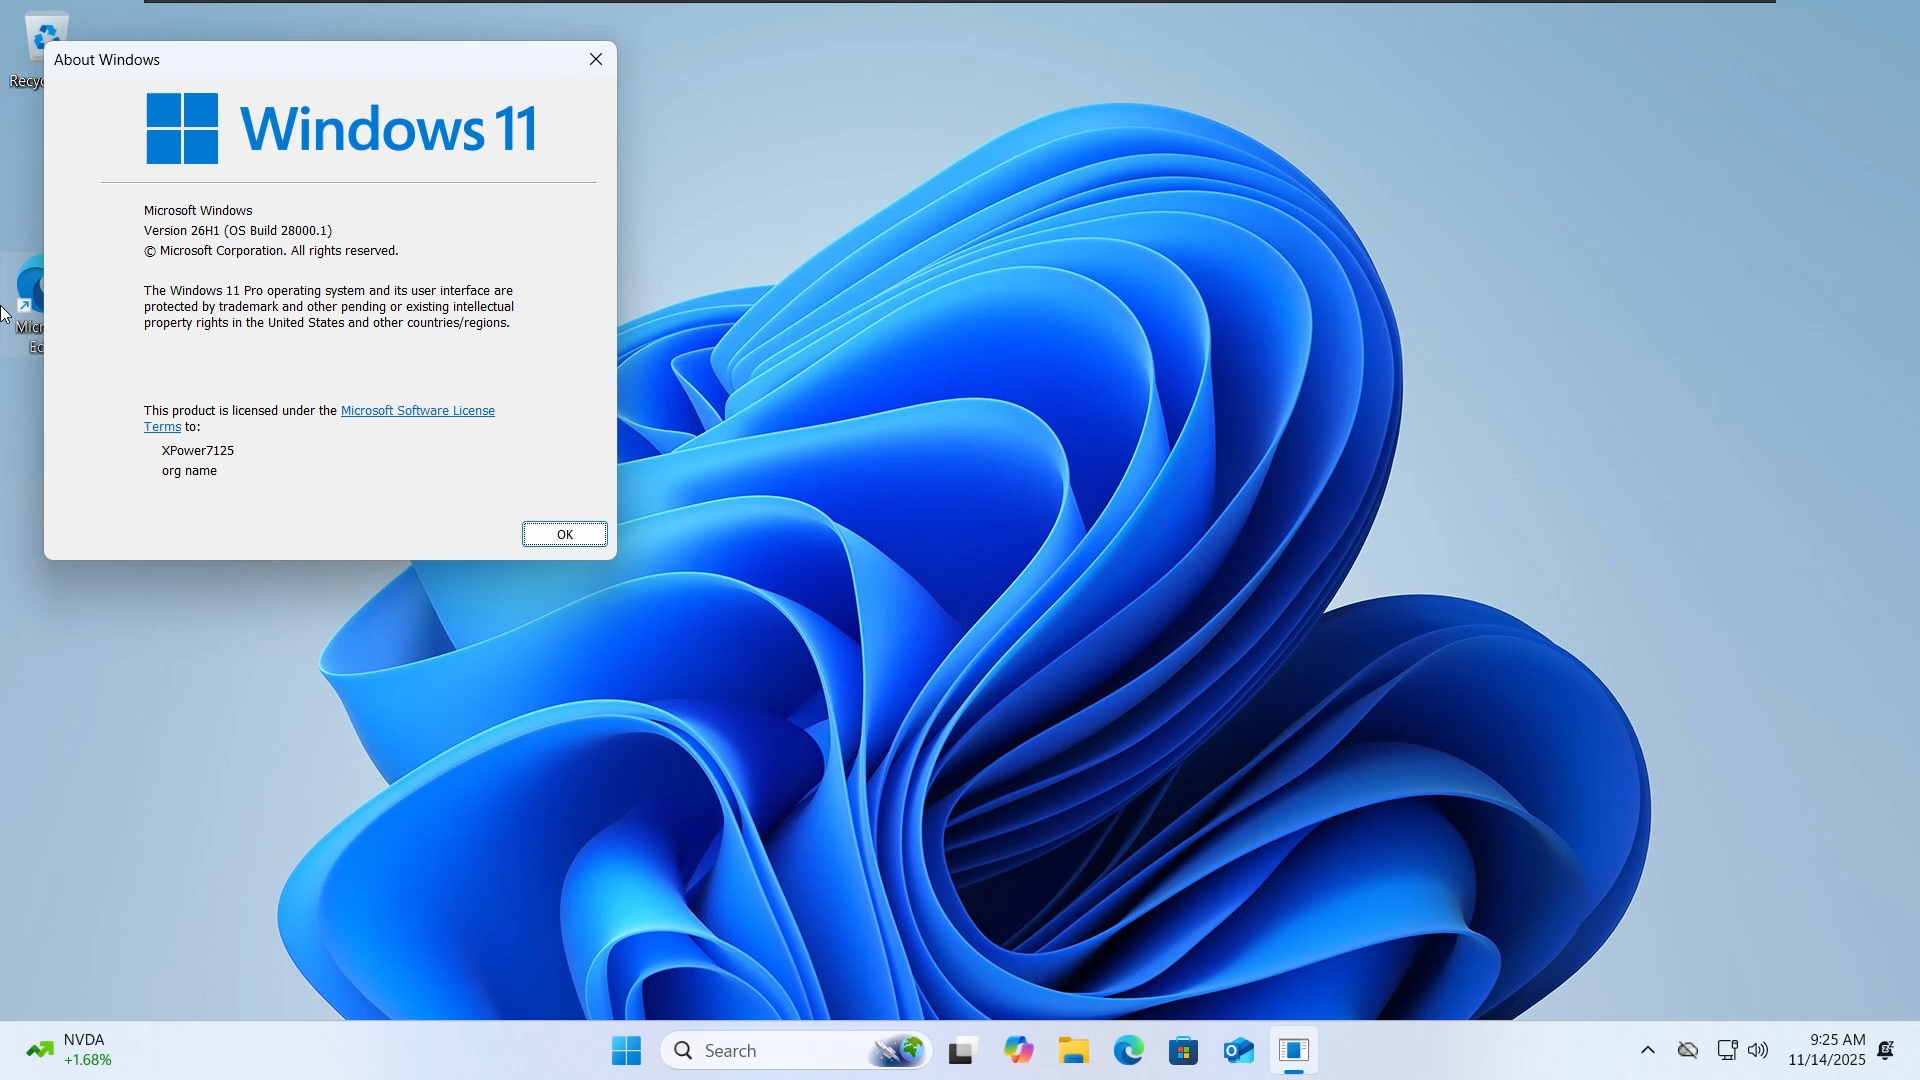 Recyc
About Windows
Windows 11
Microsoft Windows
Version 26H1 (OS Build 28000.1)
© Microsoft Corporation. All rights reserved.
The Windows 11 Pro operating system and its user interface are
protected by trademark and other pending or existing intellectual
property rights in the United States and other countries/regions.
Micr
Ed
This product is licensed under the Microsoft Software License
Terms to:
XPower7125
org name
OK
NVDA
+1.68%
Search
9:25 AM
11/14/2025